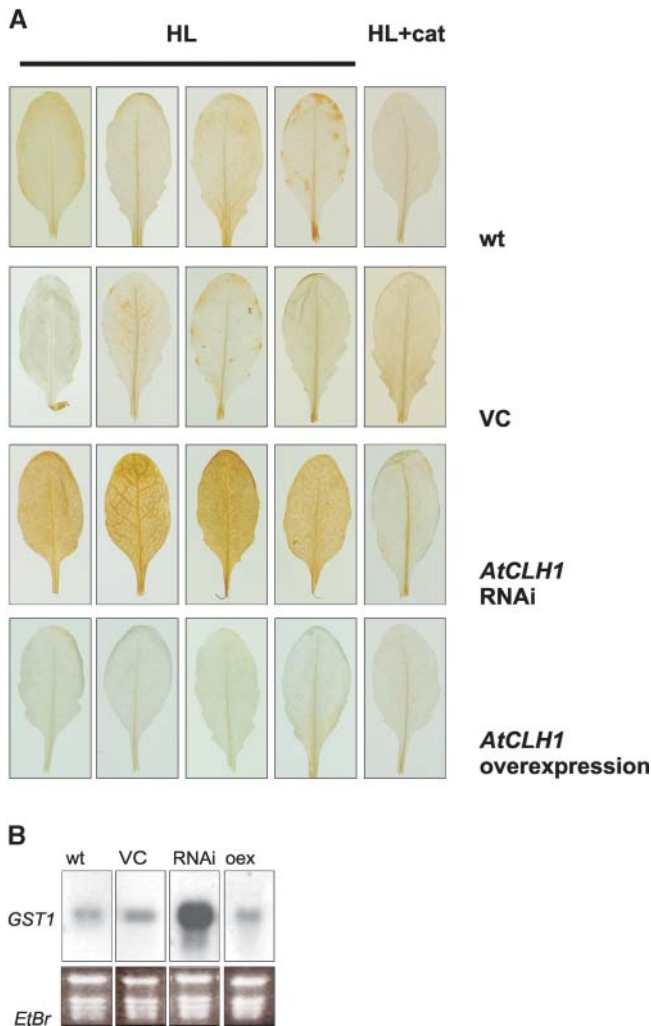 A
HL HL+cat
wt
VC
AtCLH1
RNAi
AtCLH1
overexpression
B
wt VC RNAi oex
GST1
EtBr